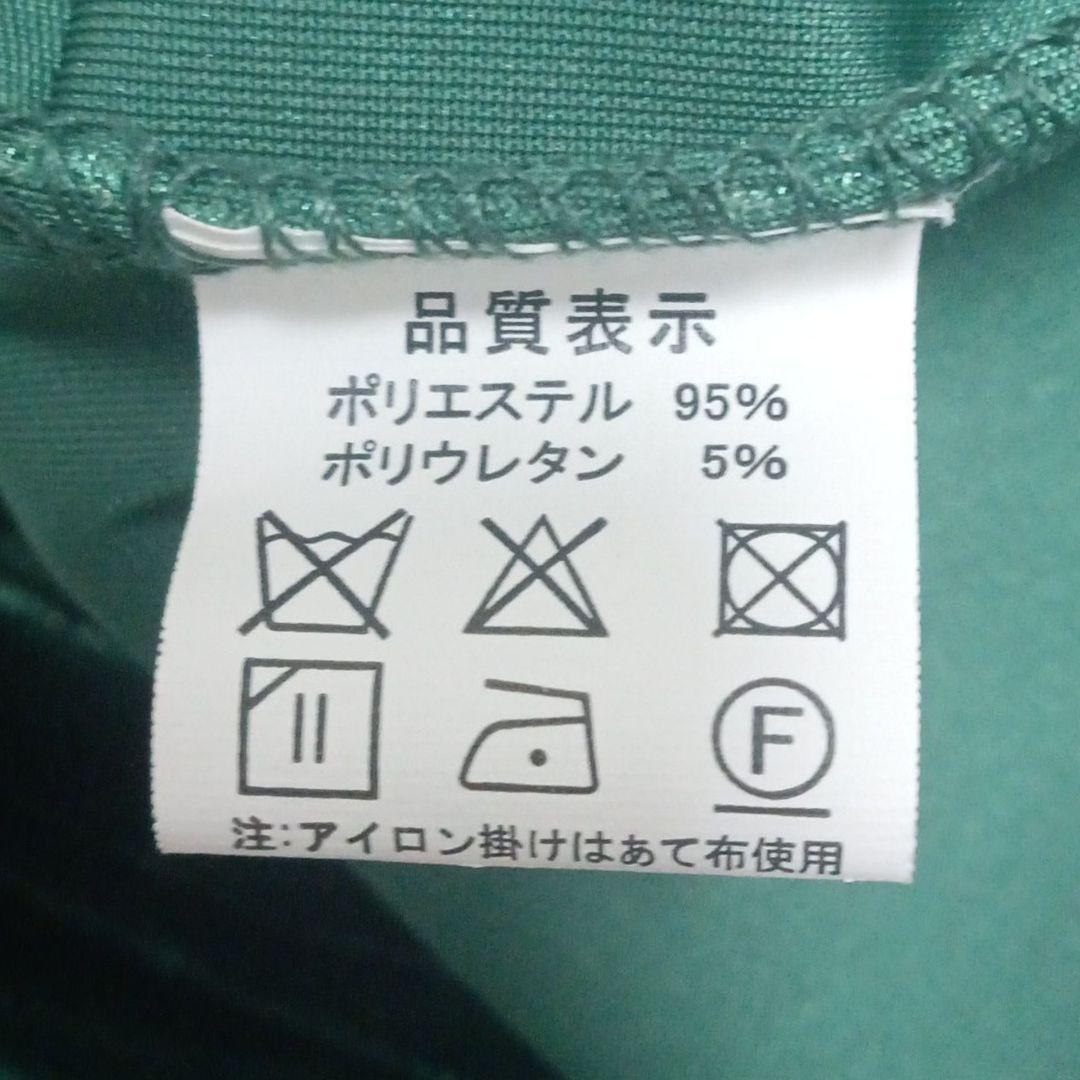 品質表示
ポリエステル 95%
ポリウレタン 5%
F
注:アイロン掛けはあて布使用